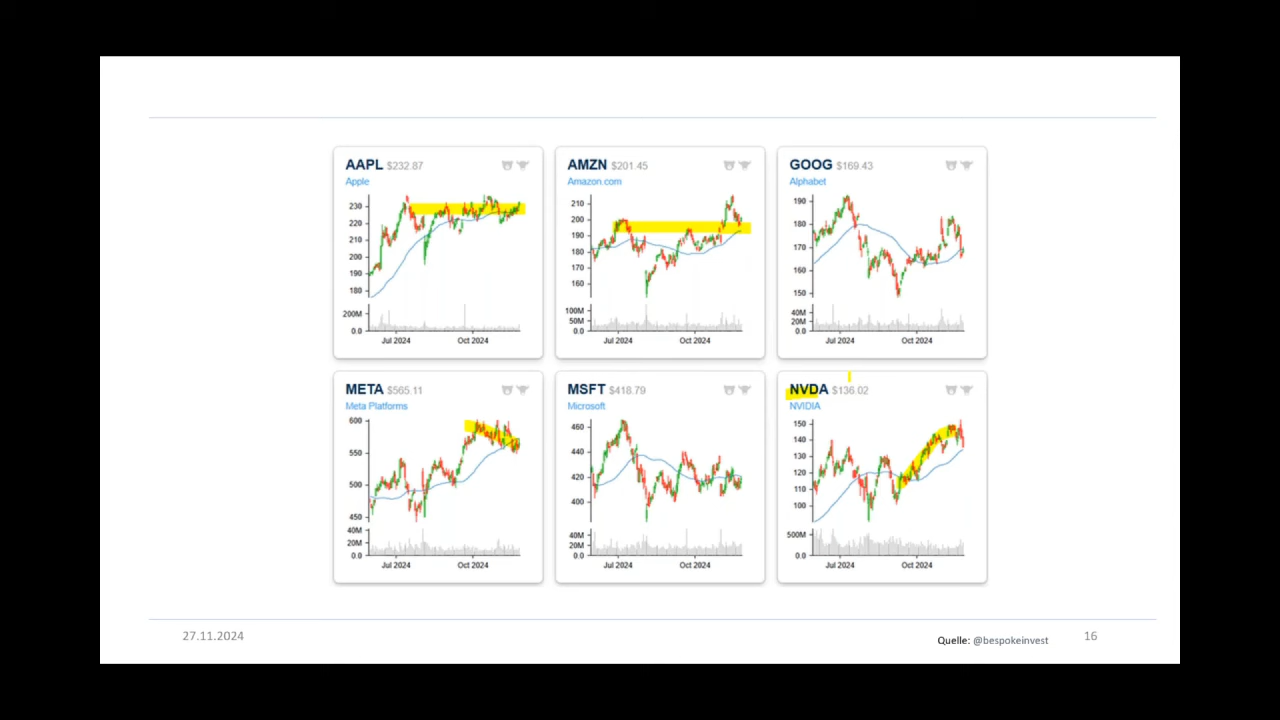 AAPL $232.87
Apple
230
220
210
200
190
180
200M
0.0
Jul 2024 Oct 2024
AMZN $201.45
Amazon.com
210
200
190
180
170
160
100M
50M
0.0
Jul 2024 Oct 2024
GOOG $169.43
Alphabet
190
180
170
160
150
40M
20M
0.0
Jul 2024 Oct 2024
META $565.11
Meta Platforms
600
550
500
450
40M
20M
0.0
Jul 2024 Oct 2024
MSFT $418.79
Microsoft
460
440
420
400
40M
20M
0.0
Jul 2024 Oct 2024
NVDA $136.02
NVIDIA
150
140
130
120
110
100
500M
0.0
Jul 2024 Oct 2024
27.11.2024
Quelle: @bespokeinvest
16